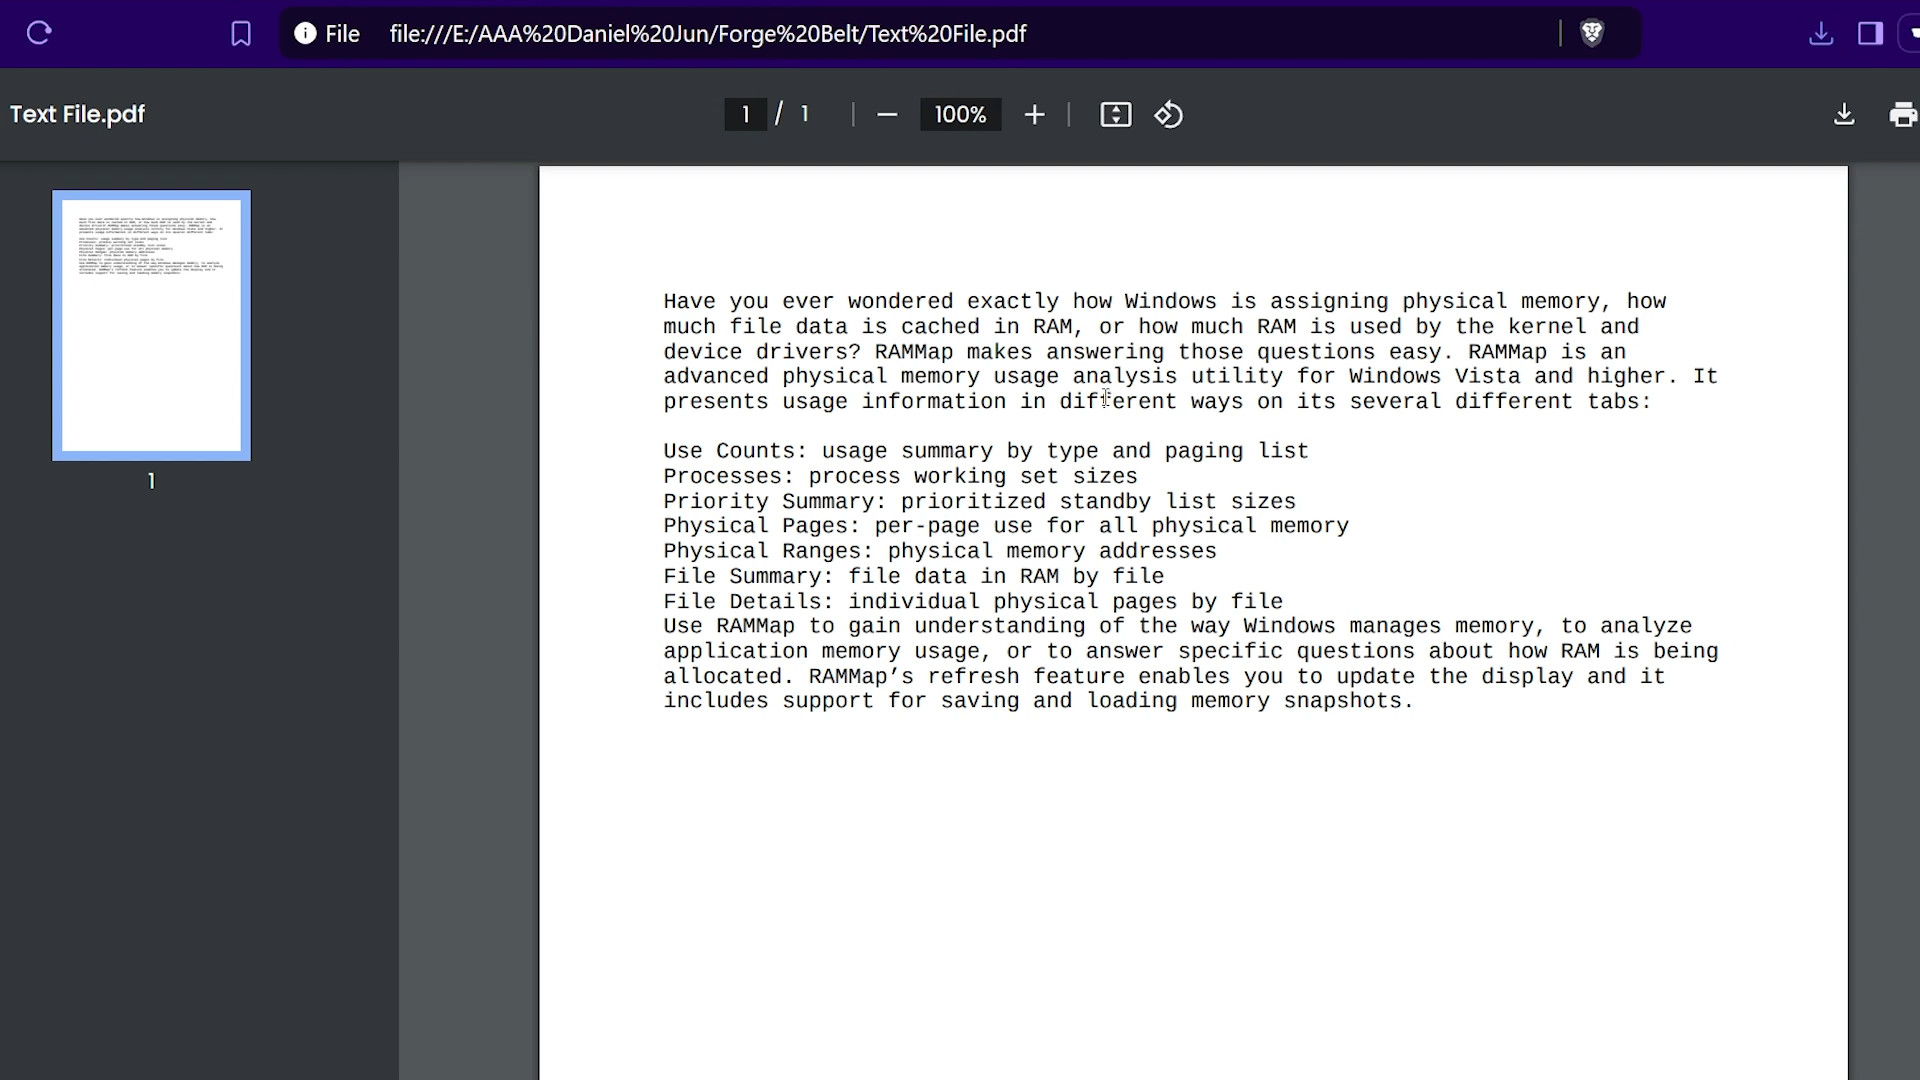 File file:///E:/AAA%20Daniel%20Jun/Forge%20Belt/Text%20File.pdf
Text File.pdf
1 / 1
100%
1
Have you ever wondered exactly how Windows is assigning physical memory, how
much file data is cached in RAM, or how much RAM is used by the kernel and
device drivers? RAMMap makes answering those questions easy. RAMMap is an
advanced physical memory usage analysis utility for Windows Vista and higher. It
presents usage information in different ways on its several different tabs:
Use Counts: usage summary by type and paging list
Processes: process working set sizes
Priority Summary: prioritized standby list sizes
Physical Pages: per-page use for all physical memory
Physical Ranges: physical memory addresses
File Summary: file data in RAM by file
File Details: individual physical pages by file
Use RAMMap to gain understanding of the way Windows manages memory, to analyze
application memory usage, or to answer specific questions about how RAM is being
allocated. RAMMap’s refresh feature enables you to update the display and it
includes support for saving and loading memory snapshots.